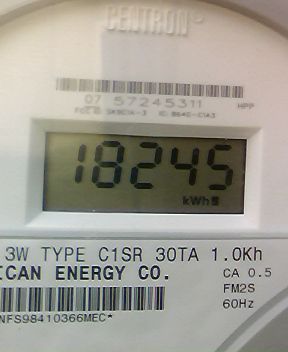 CENTRON
07 57245311 HPP
18245
kWh
3W TYPE C1SR 30TA 1.0Kh
ICAN ENERGY CO.
CA 0.5
FM2S
60Hz
NFS98410366MEC*